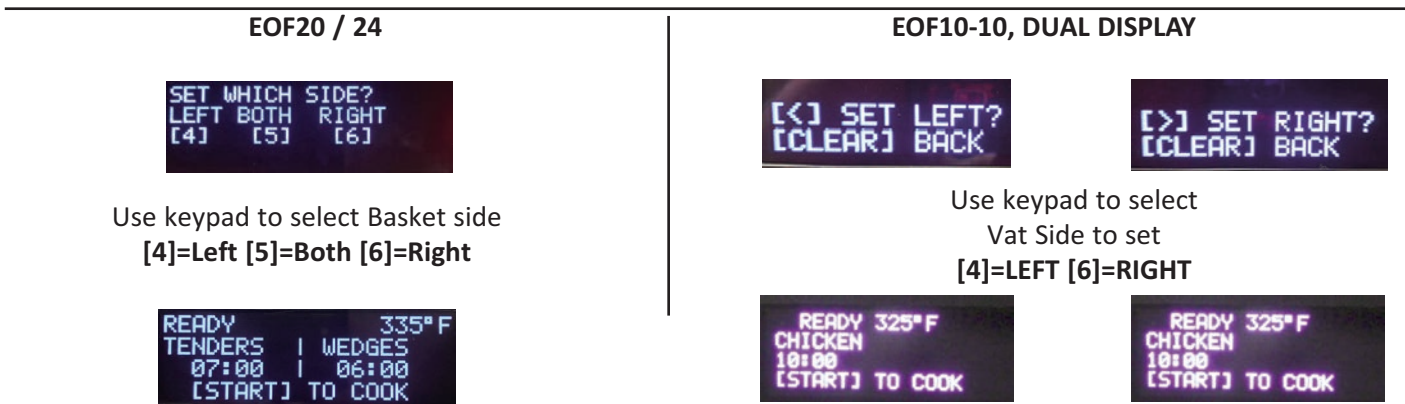 EOF20 / 24
SET WHICH SIDE?
LEFT BOTH RIGHT
[4] [5] [6]
Use keypad to select Basket side
[4]=Left [5]=Both [6]=Right
READY 335°F
TENDERS | WEDGES
07:00 | 06:00
[START] TO COOK
EOF10-10, DUAL DISPLAY
[<] SET LEFT?
[CLEAR] BACK
[>] SET RIGHT?
[CLEAR] BACK
Use keypad to select
Vat Side to set
[4]=LEFT [6]=RIGHT
READY 325°F
CHICKEN
10:00
[START] TO COOK
READY 325°F
CHICKEN
10:00
[START] TO COOK